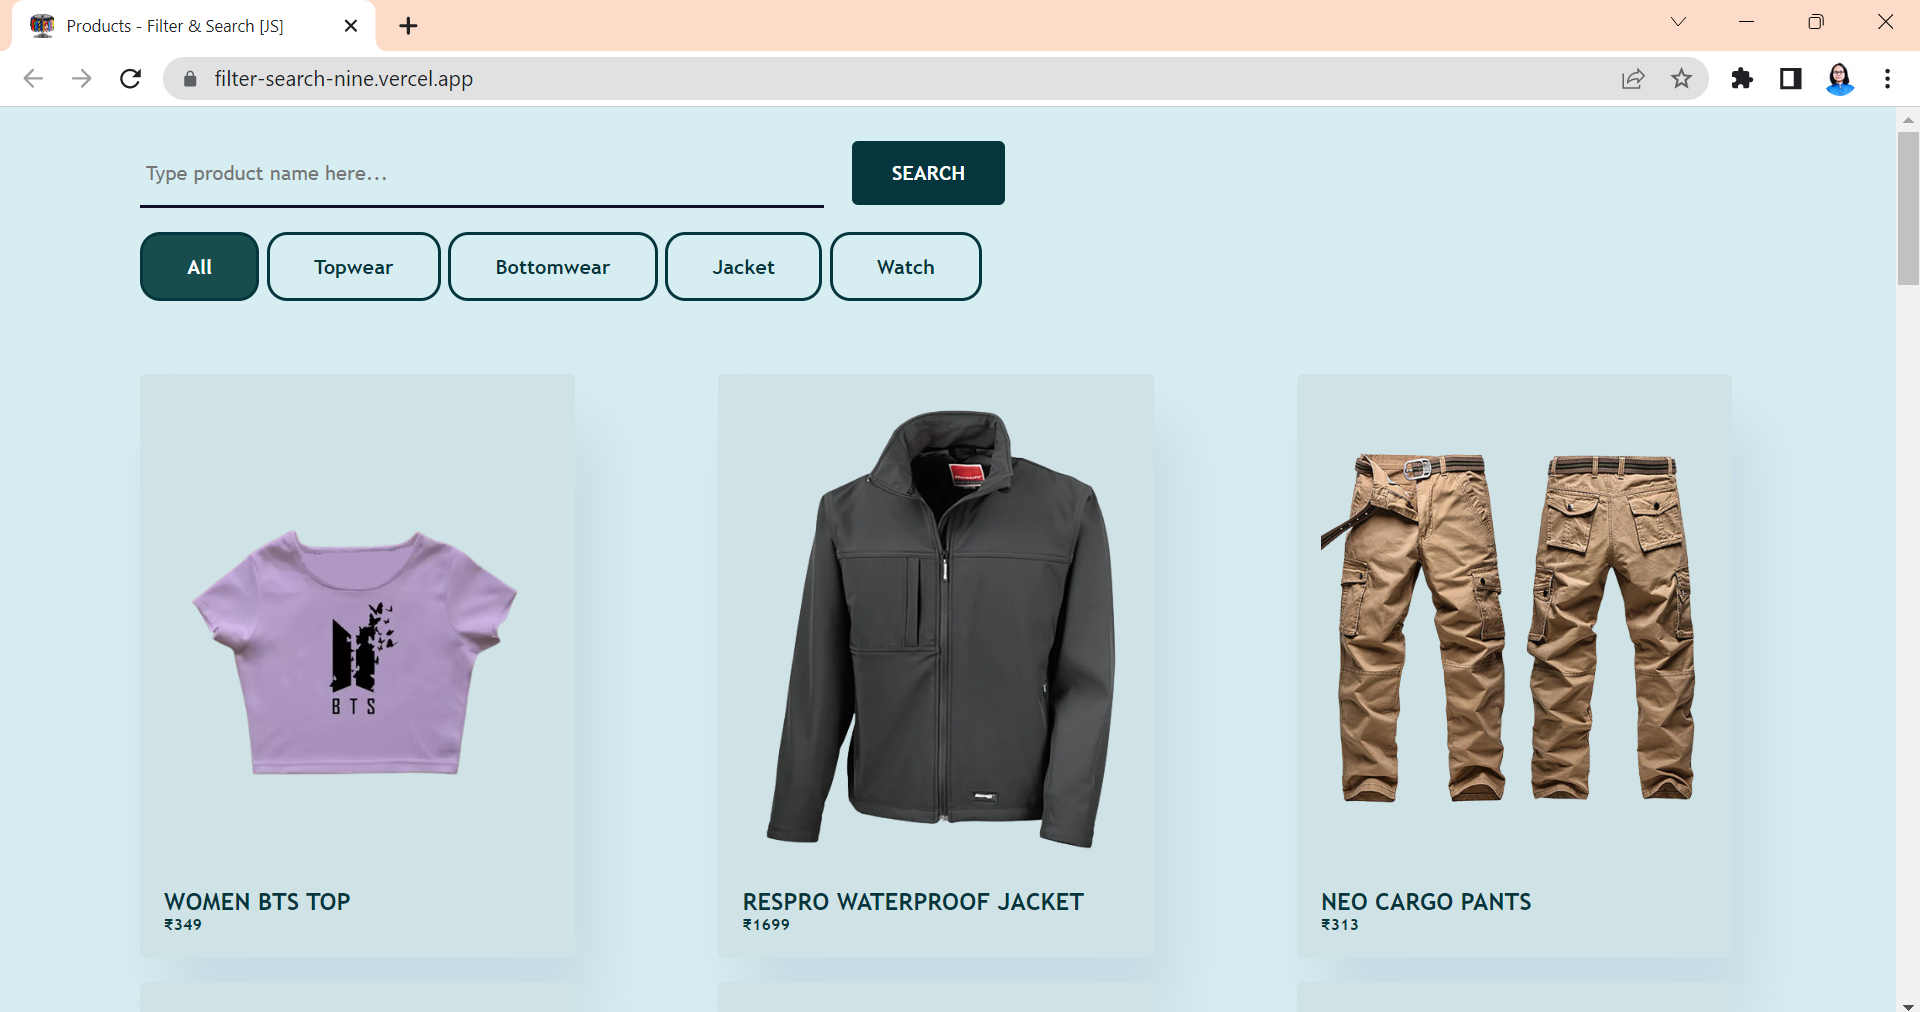 Products - Filter & Search [JS]
filter-search-nine.vercel.app
Type product name here...
SEARCH
All
Topwear
Bottomwear
Jacket
Watch
BTS
WOMEN BTS TOP
₹349
RESPRO WATERPROOF JACKET
₹1699
NEO CARGO PANTS
₹313